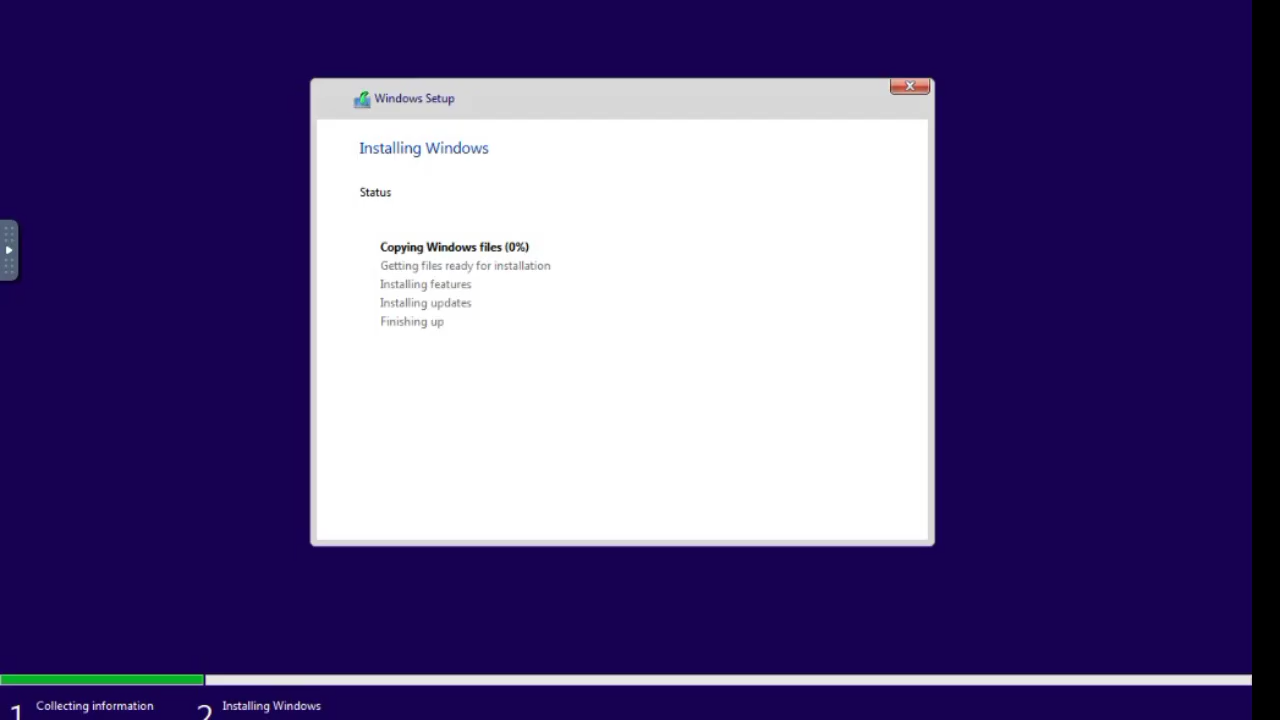 Windows Setup
Installing Windows
Status
Copying Windows files (0%)
Getting files ready for installation
Installing features
Installing updates
Finishing up
1 Collecting information
2 Installing Windows